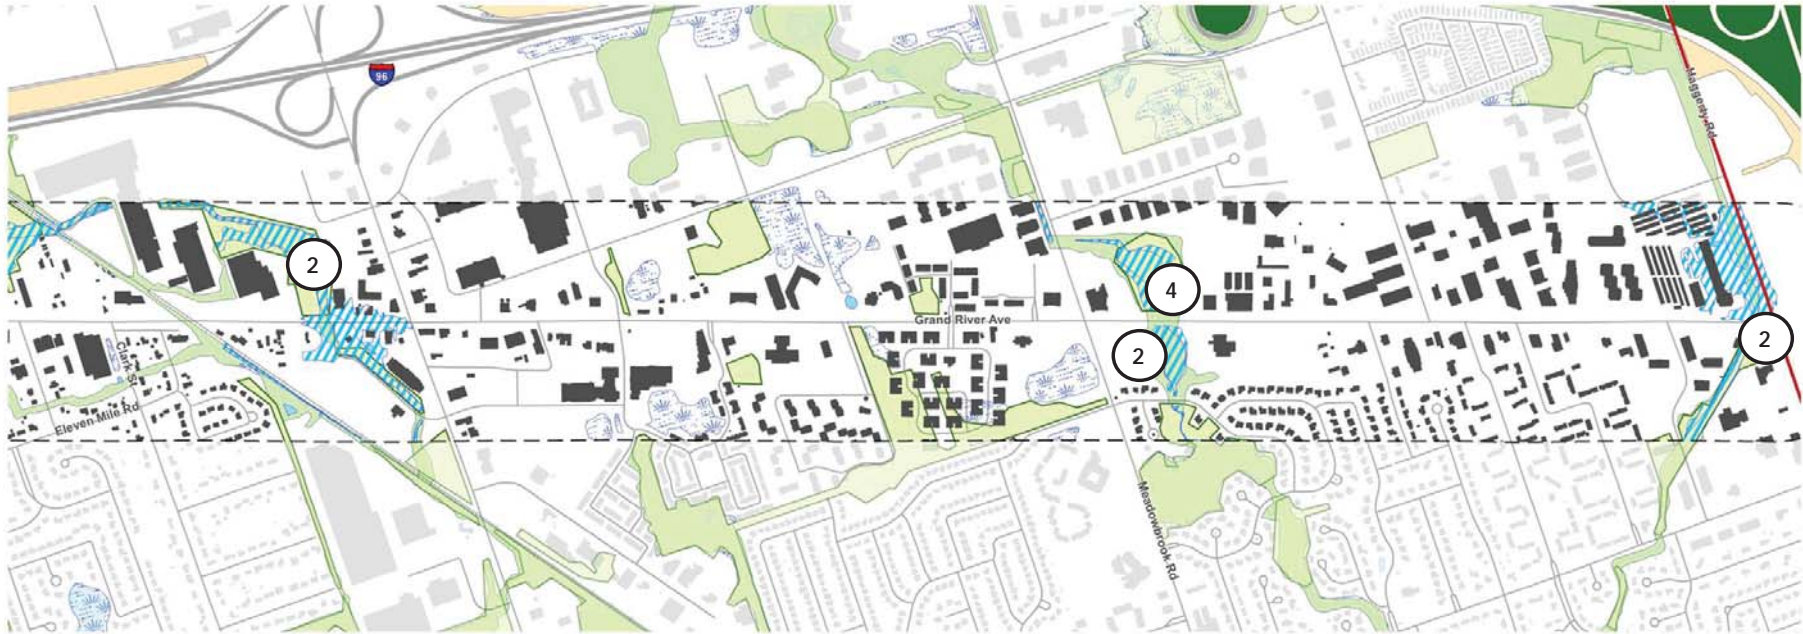 96
Haggerty Rd
2
4
Grand River Ave
2
2
Clark St
Eleven Mile Rd
Meadowbrook Rd